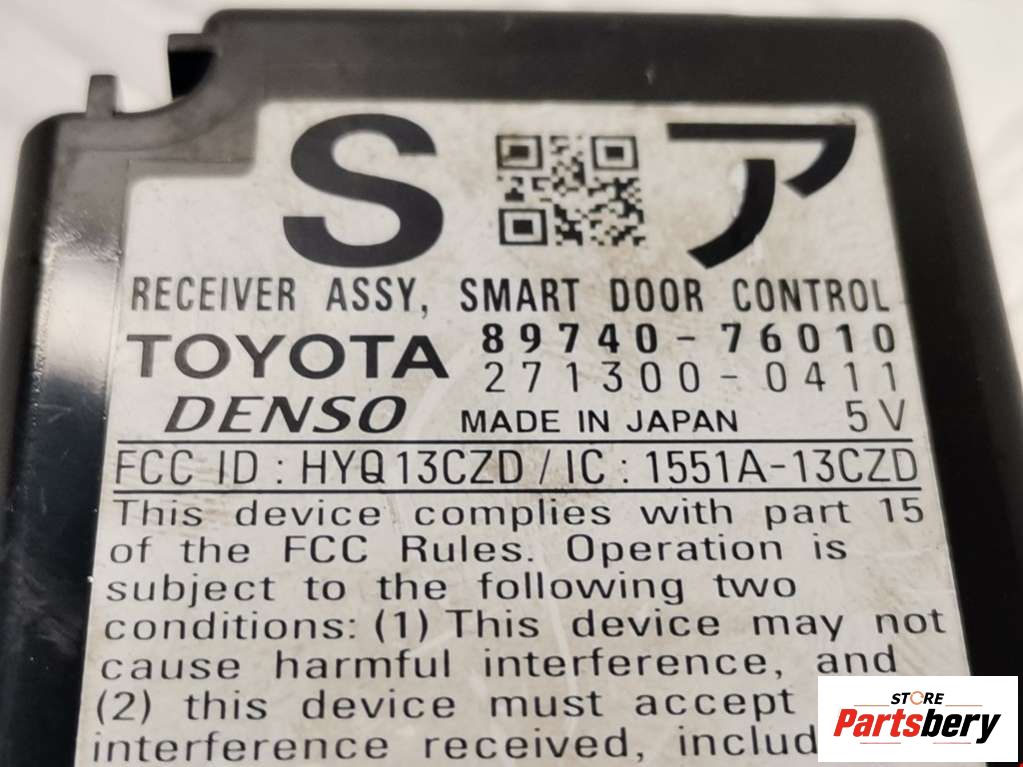 S ア
RECEIVER ASSY, SMART DOOR CONTROL
TOYOTA 89740-76010
271300-0411
DENSO MADE IN JAPAN 5V
FCC ID : HYQ13CZD / IC : 1551A-13CZD
This device complies with part 15
of the FCC Rules. Operation is
subject to the following two
conditions: (1) This device may not
cause harmful interference, and
(2) this device must accept
interference received, includ
STORE
Partsbery